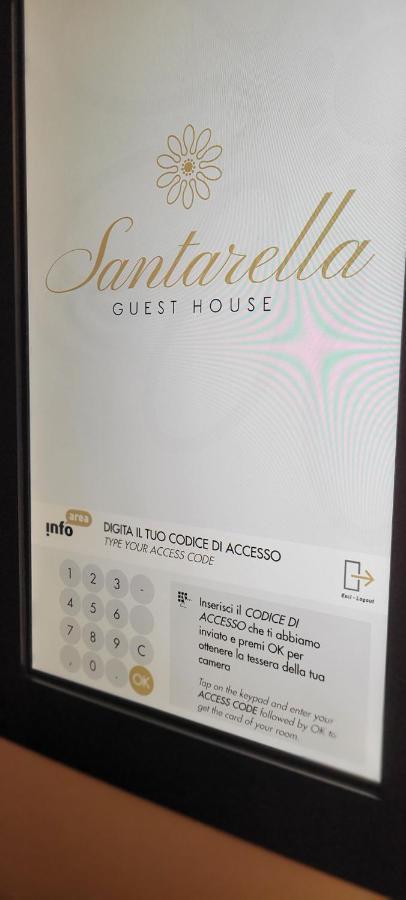 Santarella
GUEST HOUSE
info area
DIGITA IL TUO CODICE DI ACCESSO
TYPE YOUR ACCESS CODE
Esci - Logout
1 2 3 -
4 5 6
7 8 9 C
, 0 . OK
Inserisci il CODICE DI
ACCESSO che ti abbiamo
inviato e premi OK per
ottenere la tessera della tua
camera
Tap on the keypad and enter your
ACCESS CODE followed by OK to
get the card of your room.